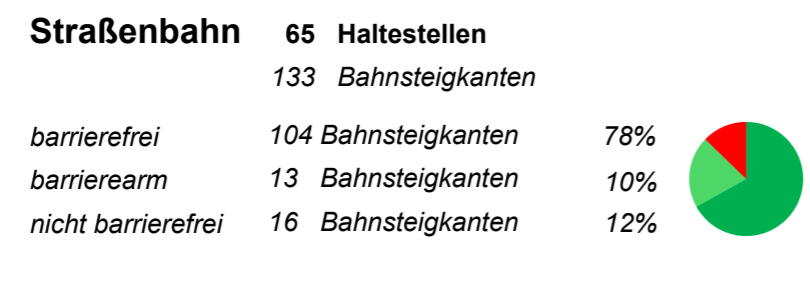 Straßenbahn 65 Haltestellen
133 Bahnsteigkanten
barrierefrei 104 Bahnsteigkanten 78%
barrierearm 13 Bahnsteigkanten 10%
nicht barrierefrei 16 Bahnsteigkanten 12%